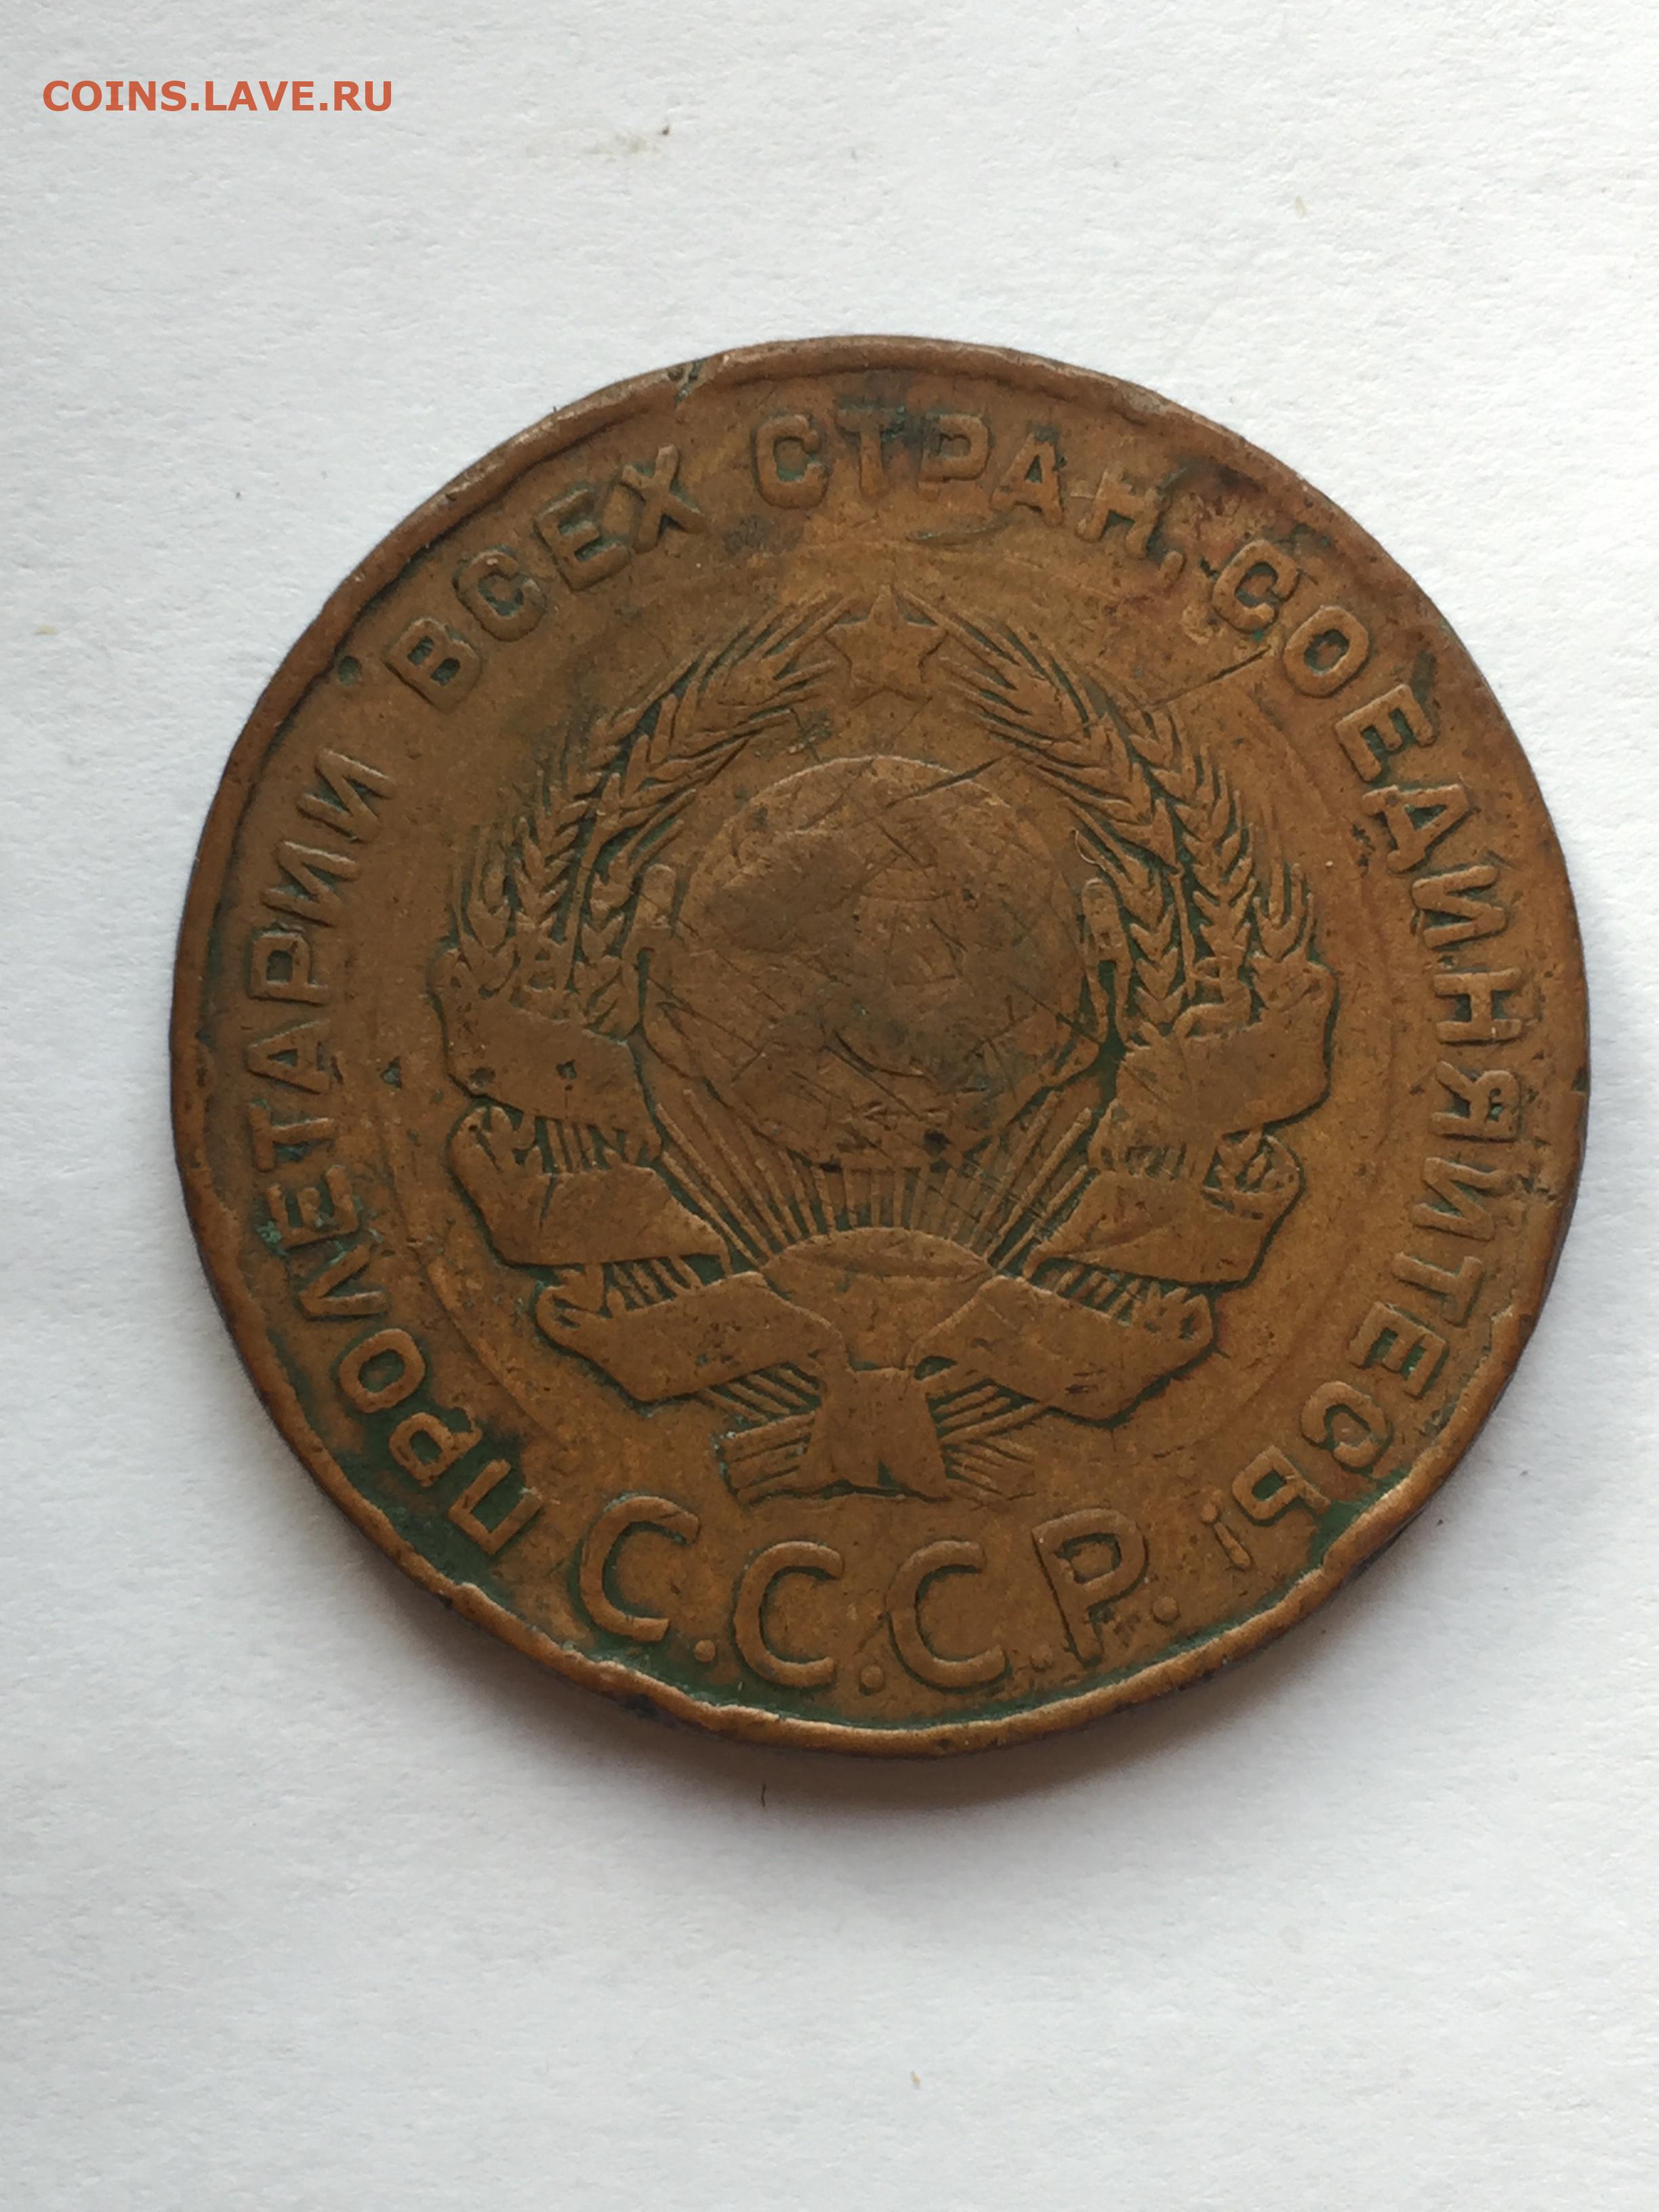 COINS.LAVE.RU
ПРОЛЕТАРИИ ВСЕХ СТРАН, СОЕДИНЯЙТЕСЬ!
С.С.С.Р.